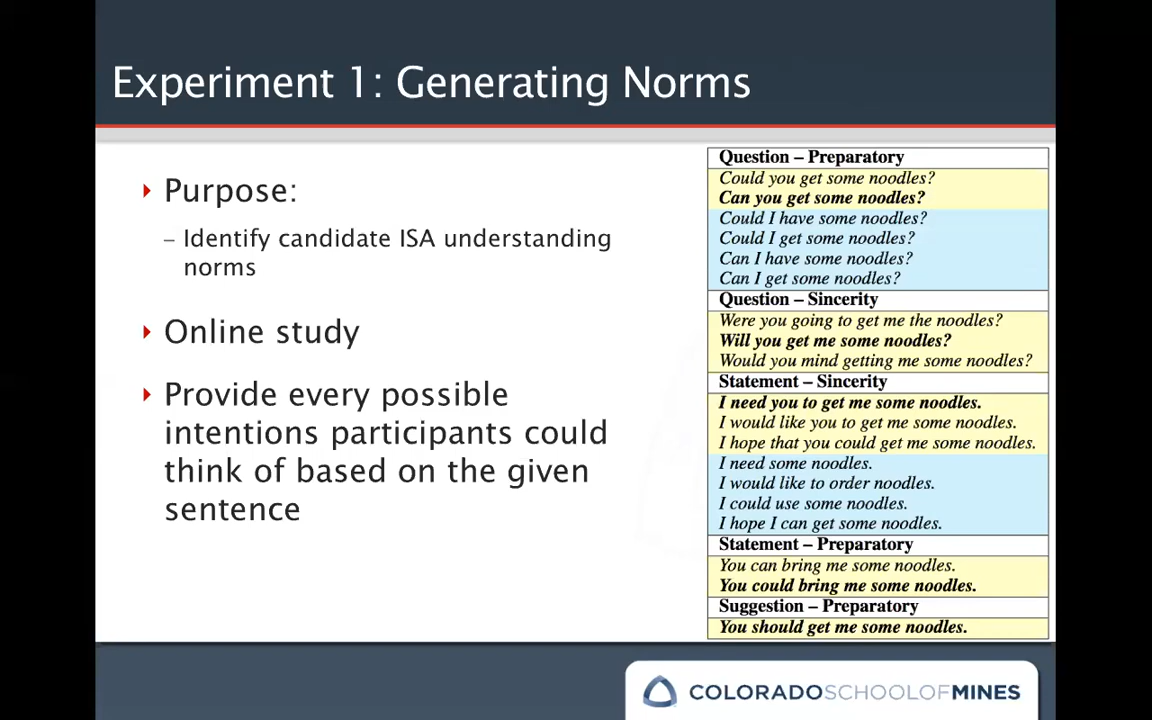 Experiment 1: Generating Norms
Purpose:
– Identify candidate ISA understanding
norms
Online study
Provide every possible
intentions participants could
think of based on the given
sentence
Question – Preparatory
Could you get some noodles?
Can you get some noodles?
Could I have some noodles?
Could I get some noodles?
Can I have some noodles?
Can I get some noodles?
Question – Sincerity
Were you going to get me the noodles?
Will you get me some noodles?
Would you mind getting me some noodles?
Statement – Sincerity
I need you to get me some noodles.
I would like you to get me some noodles.
I hope that you could get me some noodles.
I need some noodles.
I would like to order noodles.
I could use some noodles.
I hope I can get some noodles.
Statement – Preparatory
You can bring me some noodles.
You could bring me some noodles.
Suggestion – Preparatory
You should get me some noodles.
COLORADOSCHOOLOFMINES